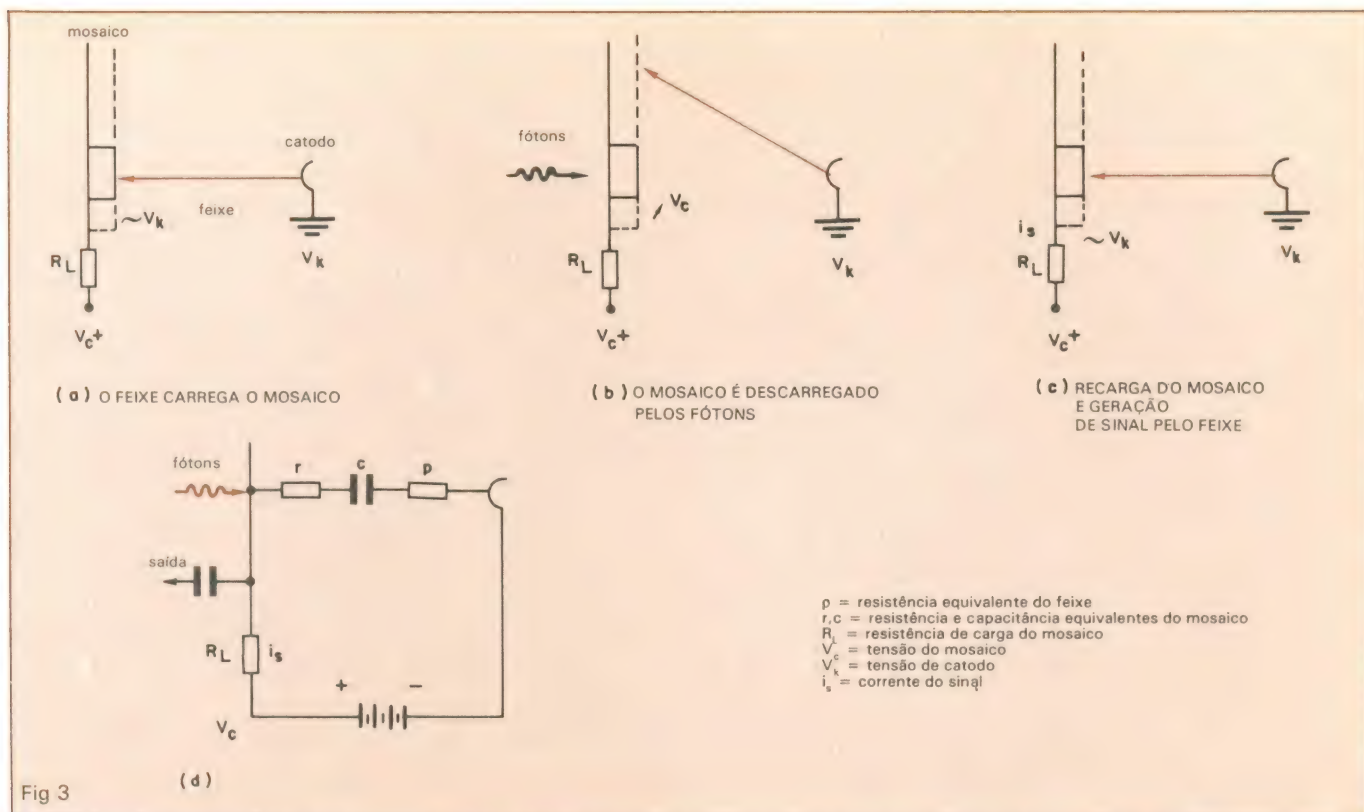 mosaico
catodo
feixe
~Vk
RL
Vk
Vc+
(a) O FEIXE CARREGA O MOSAICO
fótons
Vc
RL
Vk
Vc+
(b) O MOSAICO É DESCARREGADO
PELOS FÓTONS
is
~Vk
RL
Vk
Vc+
(c) RECARGA DO MOSAICO
E GERAÇÃO
DE SINAL PELO FEIXE
fótons
r
c
p
saída
RL
is
+
−
Vc
(d)
ρ = resistência equivalente do feixe
r,c = resistência e capacitância equivalentes do mosaico
RL = resistência de carga do mosaico
Vc = tensão do mosaico
Vk = tensão de catodo
is = corrente do sinal
Fig 3